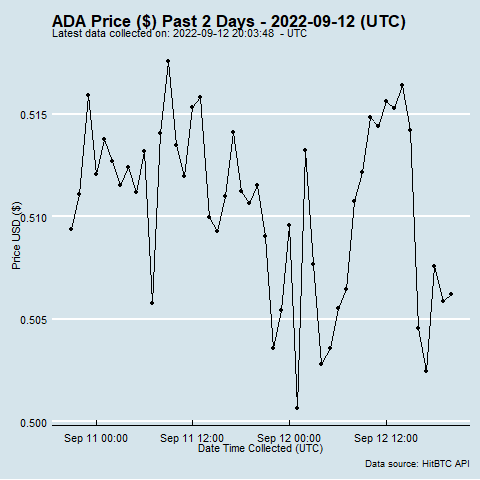 ADA Price ($) Past 2 Days - 2022-09-12 (UTC)
Latest data collected on: 2022-09-12 20:03:48 - UTC
0.515
0.510
0.505
0.500
Price USD ($)
Sep 11 00:00 Sep 11 12:00 Sep 12 00:00 Sep 12 12:00
Date Time Collected (UTC)
Data source: HitBTC API